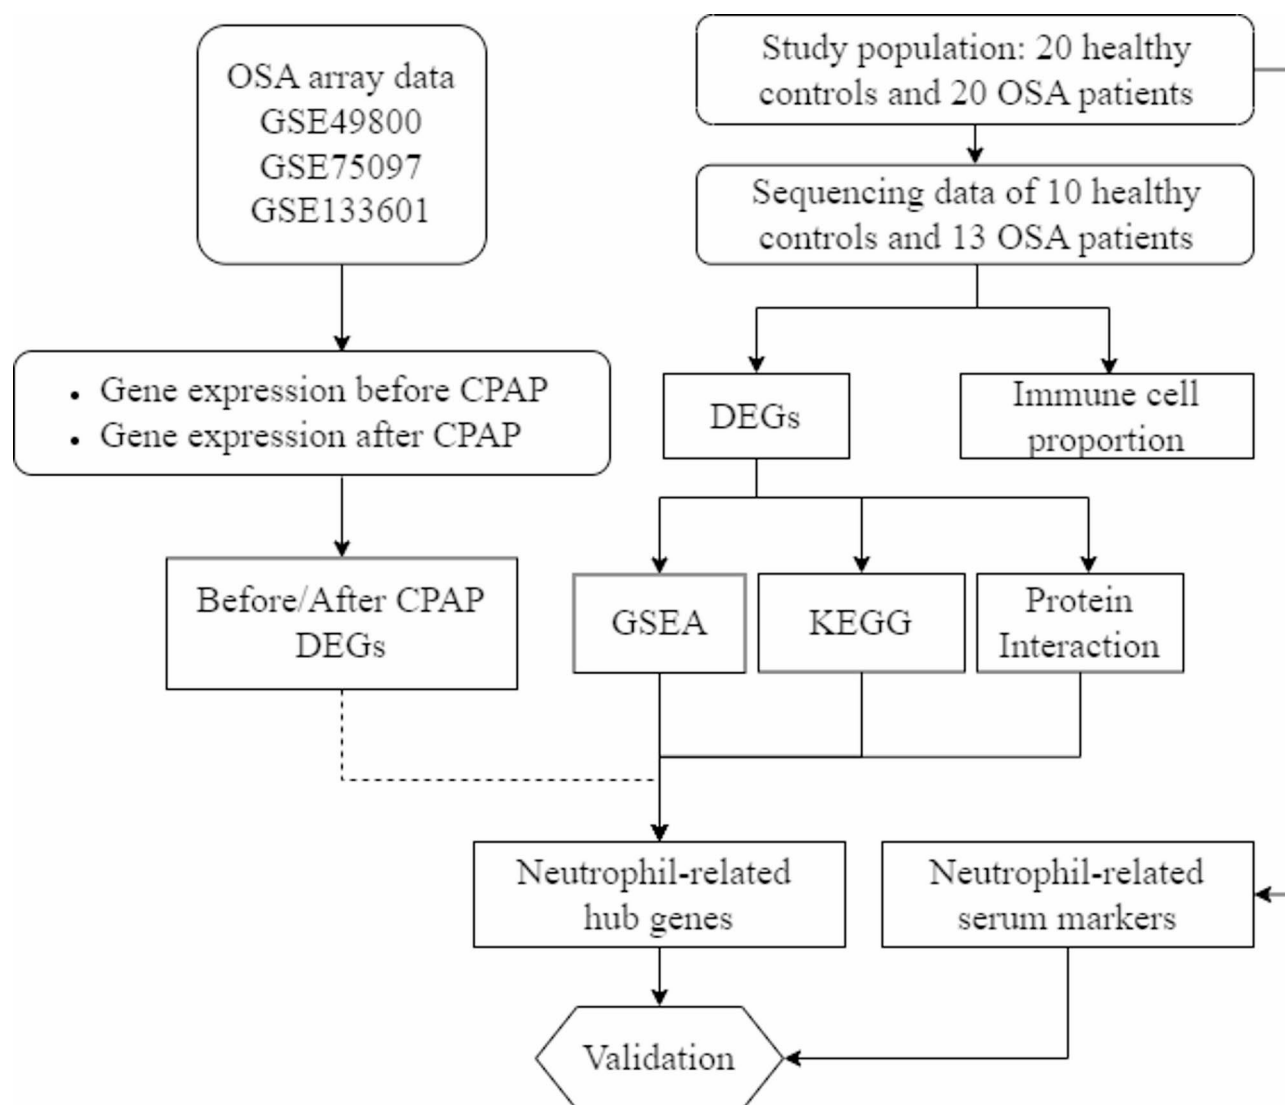 OSA array data
GSE49800
GSE75097
GSE133601
Study population: 20 healthy
controls and 20 OSA patients
Sequencing data of 10 healthy
controls and 13 OSA patients
• Gene expression before CPAP
• Gene expression after CPAP
DEGs
Immune cell
proportion
Before/After CPAP
DEGs
GSEA
KEGG
Protein
Interaction
Neutrophil-related
hub genes
Neutrophil-related
serum markers
Validation